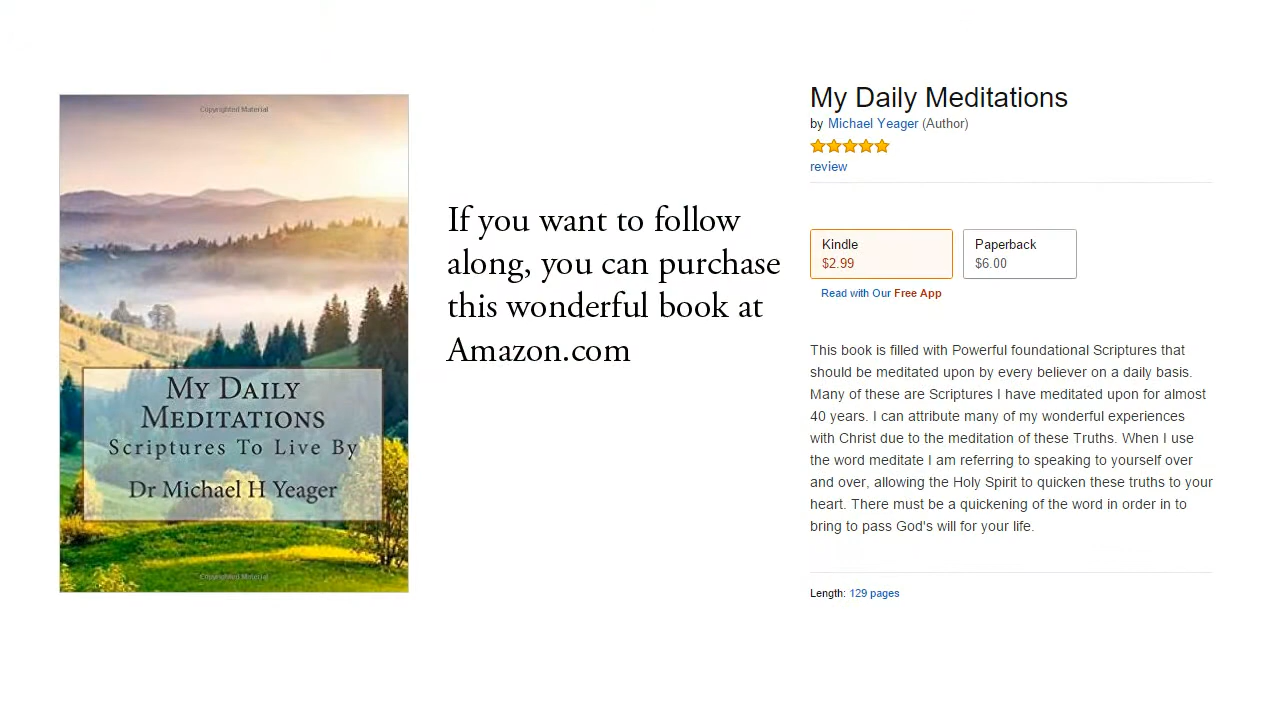 Copyrighted Material
My Daily
Meditations
Scriptures To Live By
Dr Michael H Yeager
Copyrighted Material
If you want to follow
along, you can purchase
this wonderful book at
Amazon.com
My Daily Meditations
by Michael Yeager (Author)
review
Kindle
$2.99
Paperback
$6.00
Read with Our Free App
This book is filled with Powerful foundational Scriptures that
should be meditated upon by every believer on a daily basis.
Many of these are Scriptures I have meditated upon for almost
40 years. I can attribute many of my wonderful experiences
with Christ due to the meditation of these Truths. When I use
the word meditate I am referring to speaking to yourself over
and over, allowing the Holy Spirit to quicken these truths to your
heart. There must be a quickening of the word in order in to
bring to pass God's will for your life.
Length: 129 pages